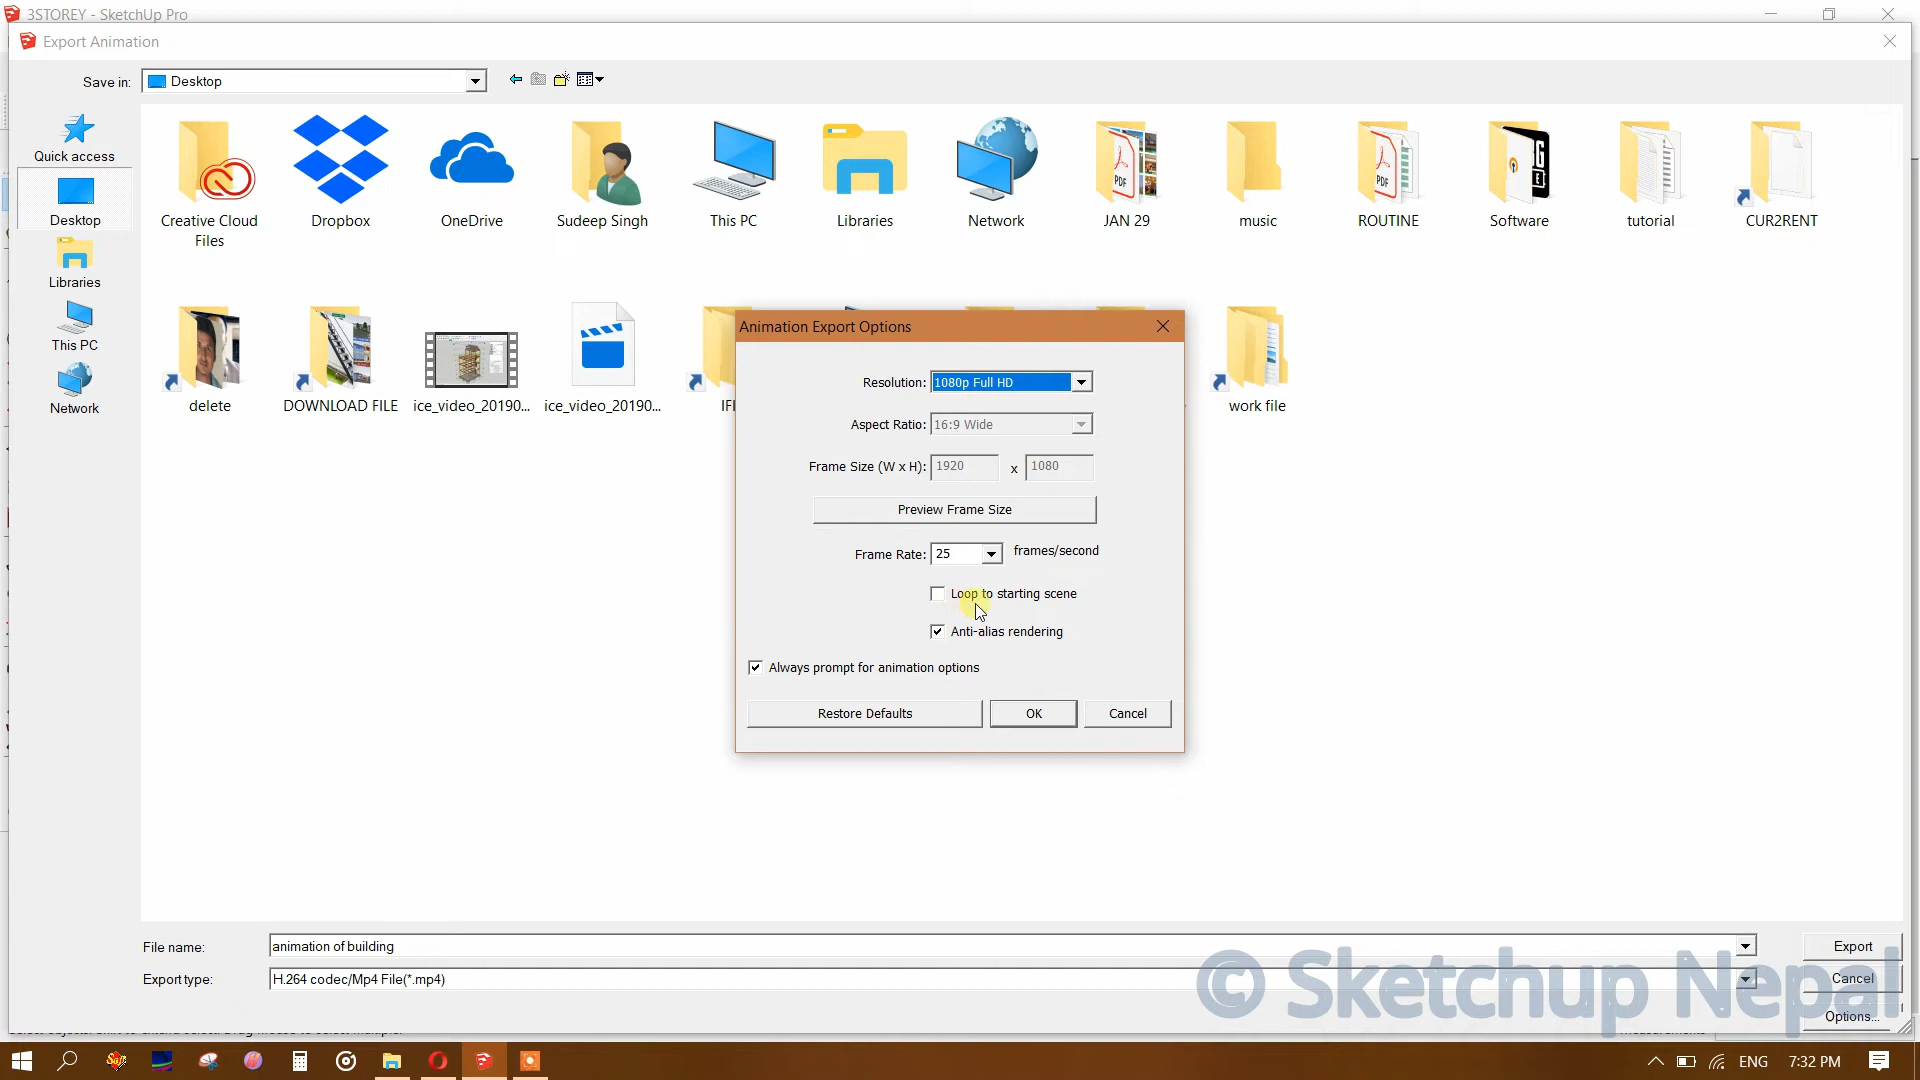 3STOREY - SketchUp Pro
Export Animation
Save in:
Desktop
Quick access
Desktop
Libraries
This PC
Network
Creative Cloud
Files
Dropbox
OneDrive
Sudeep Singh
This PC
Libraries
Network
JAN 29
music
ROUTINE
Software
tutorial
CUR2RENT
delete
DOWNLOAD FILE
ice_video_20190...
ice_video_20190...
work file
Animation Export Options
Resolution:
1080p Full HD
Aspect Ratio:
16:9 Wide
Frame Size (W x H):
1920
x
1080
Preview Frame Size
Frame Rate:
25
frames/second
Loop to starting scene
Anti-alias rendering
Always prompt for animation options
Restore Defaults
OK
Cancel
File name:
animation of building
Export
Export type:
H.264 codec/Mp4 File(*.mp4)
Cancel
Options...
© Sketchup Nepal
ENG
7:32 PM